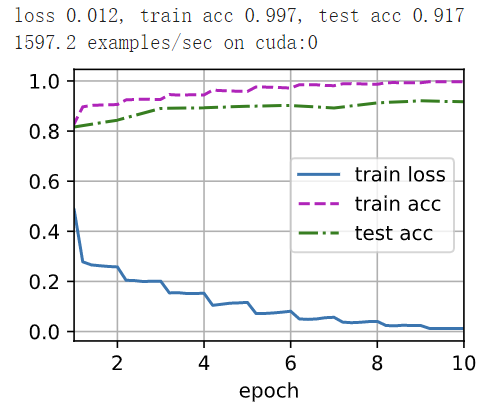 loss 0.012, train acc 0.997, test acc 0.917
1597.2 examples/sec on cuda:0
1.0
0.8
0.6
0.4
0.2
0.0
train loss
train acc
test acc
2 4 6 8 10
epoch